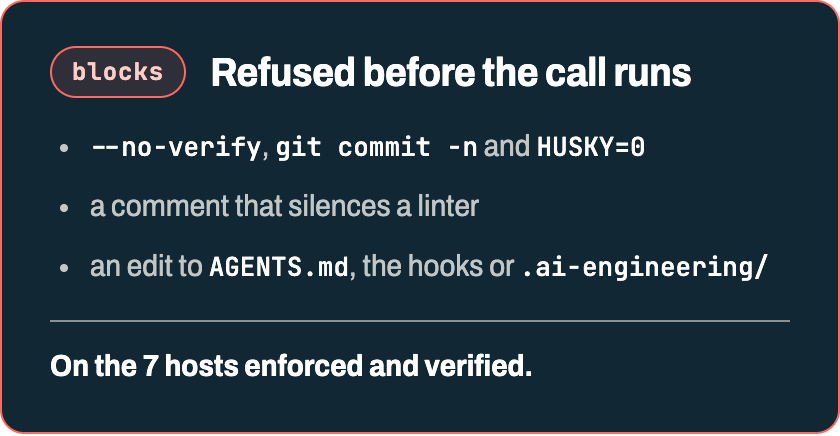 blocks Refused before the call runs
• --no-verify, git commit -n and HUSKY=0
• a comment that silences a linter
• an edit to AGENTS.md, the hooks or .ai-engineering/
On the 7 hosts enforced and verified.